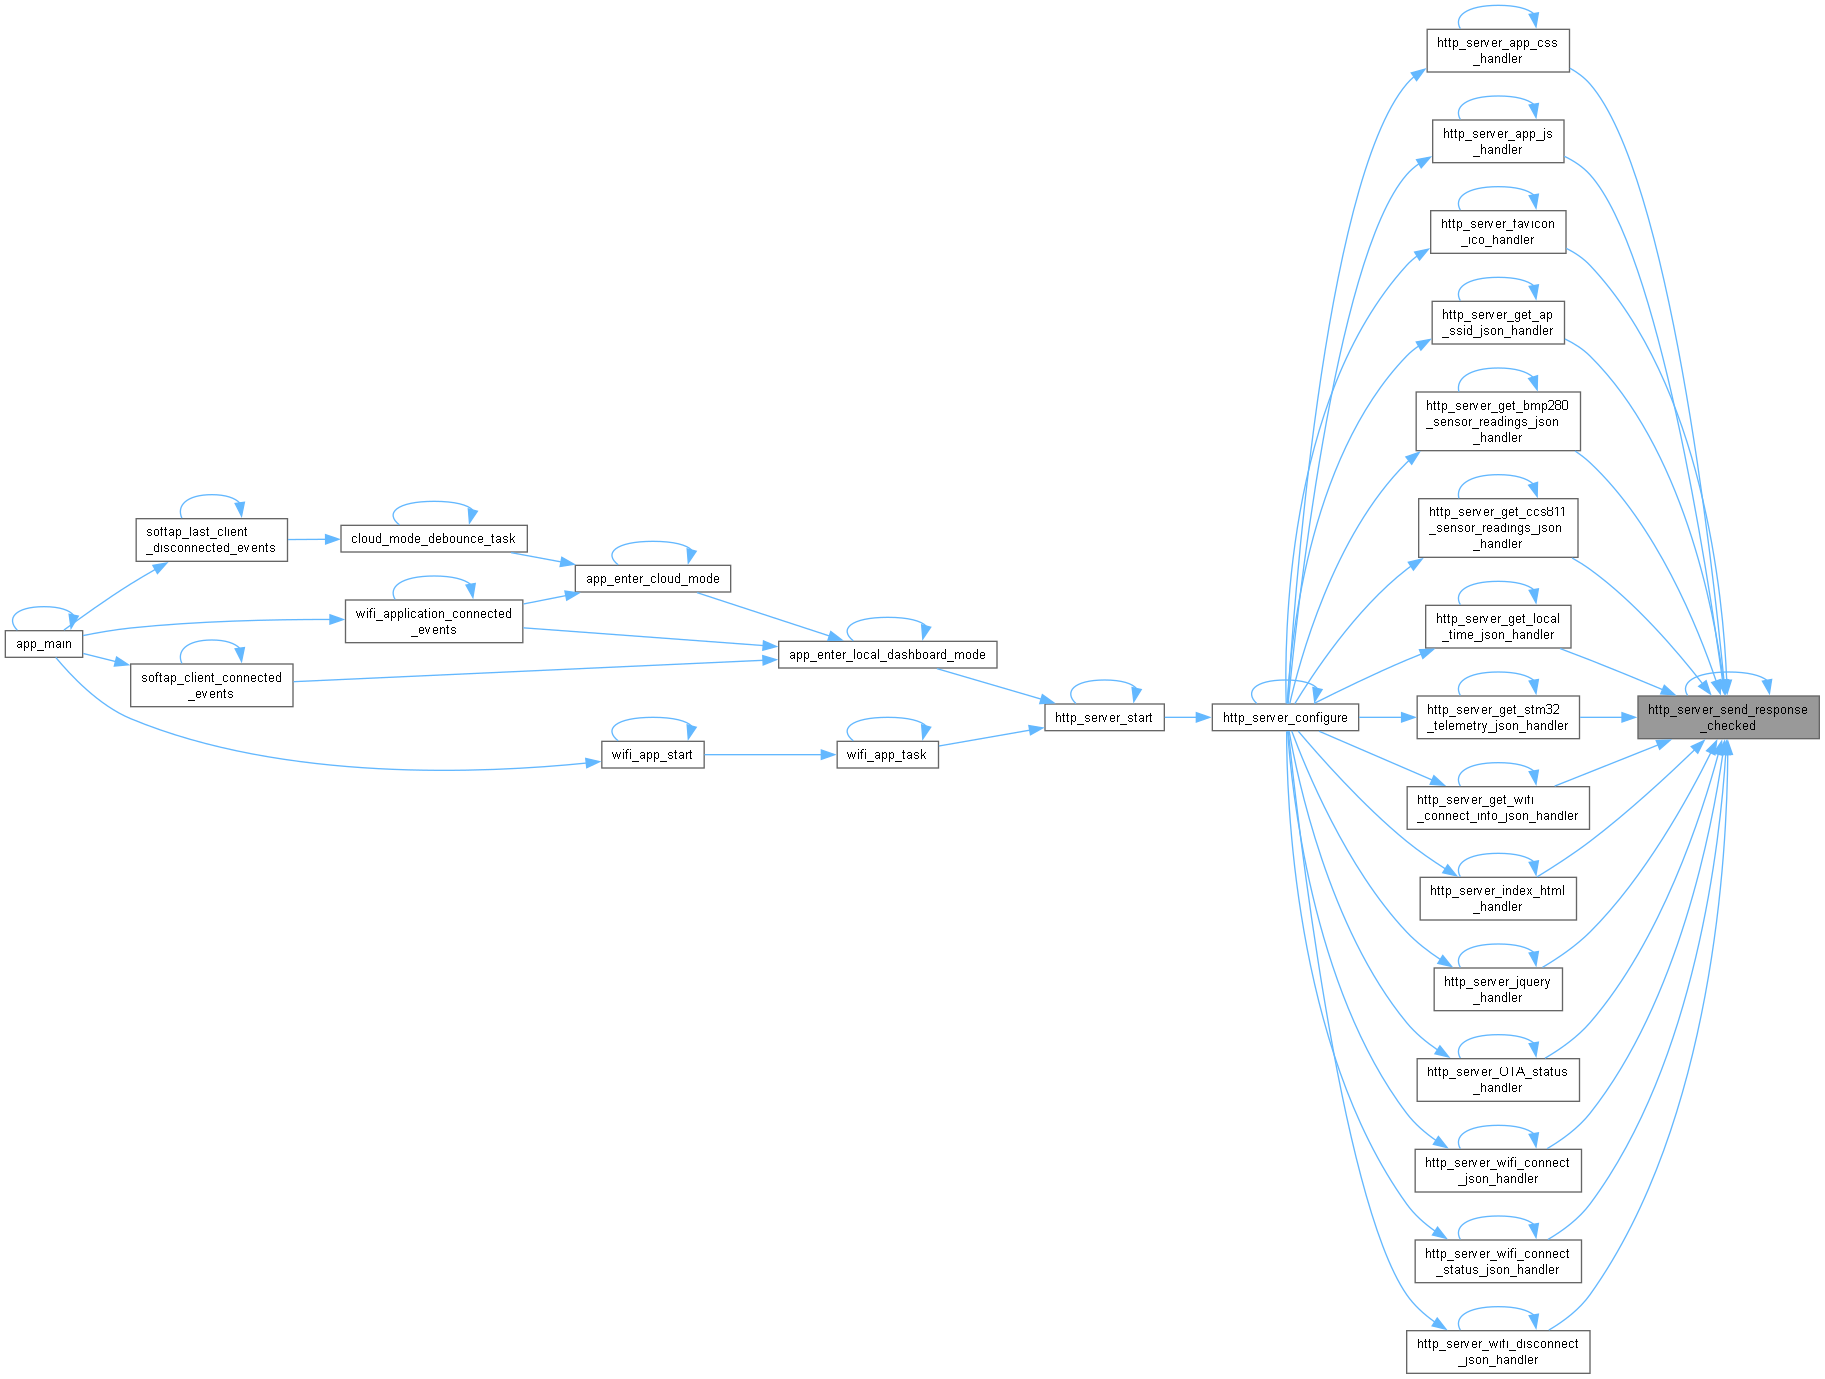 http_server_app_css
_handler
http_server_app_js
_handler
http_server_favicon
_ico_handler
http_server_get_ap
_ssid_json_handler
http_server_get_bmp280
_sensor_readings_json
_handler
http_server_get_ccs811
_sensor_readings_json
_handler
softap_last_client
_disconnected_events
cloud_mode_debounce_task
app_enter_cloud_mode
wifi_application_connected
_events
app_main
softap_client_connected
_events
app_enter_local_dashboard_mode
http_server_get_local
_time_json_handler
wifi_app_start
wifi_app_task
http_server_start
http_server_configure
http_server_get_stm32
_telemetry_json_handler
http_server_send_response
_checked
http_server_get_wifi
_connect_info_json_handler
http_server_index_html
_handler
http_server_jquery
_handler
http_server_OTA_status
_handler
http_server_wifi_connect
_json_handler
http_server_wifi_connect
_status_json_handler
http_server_wifi_disconnect
_json_handler